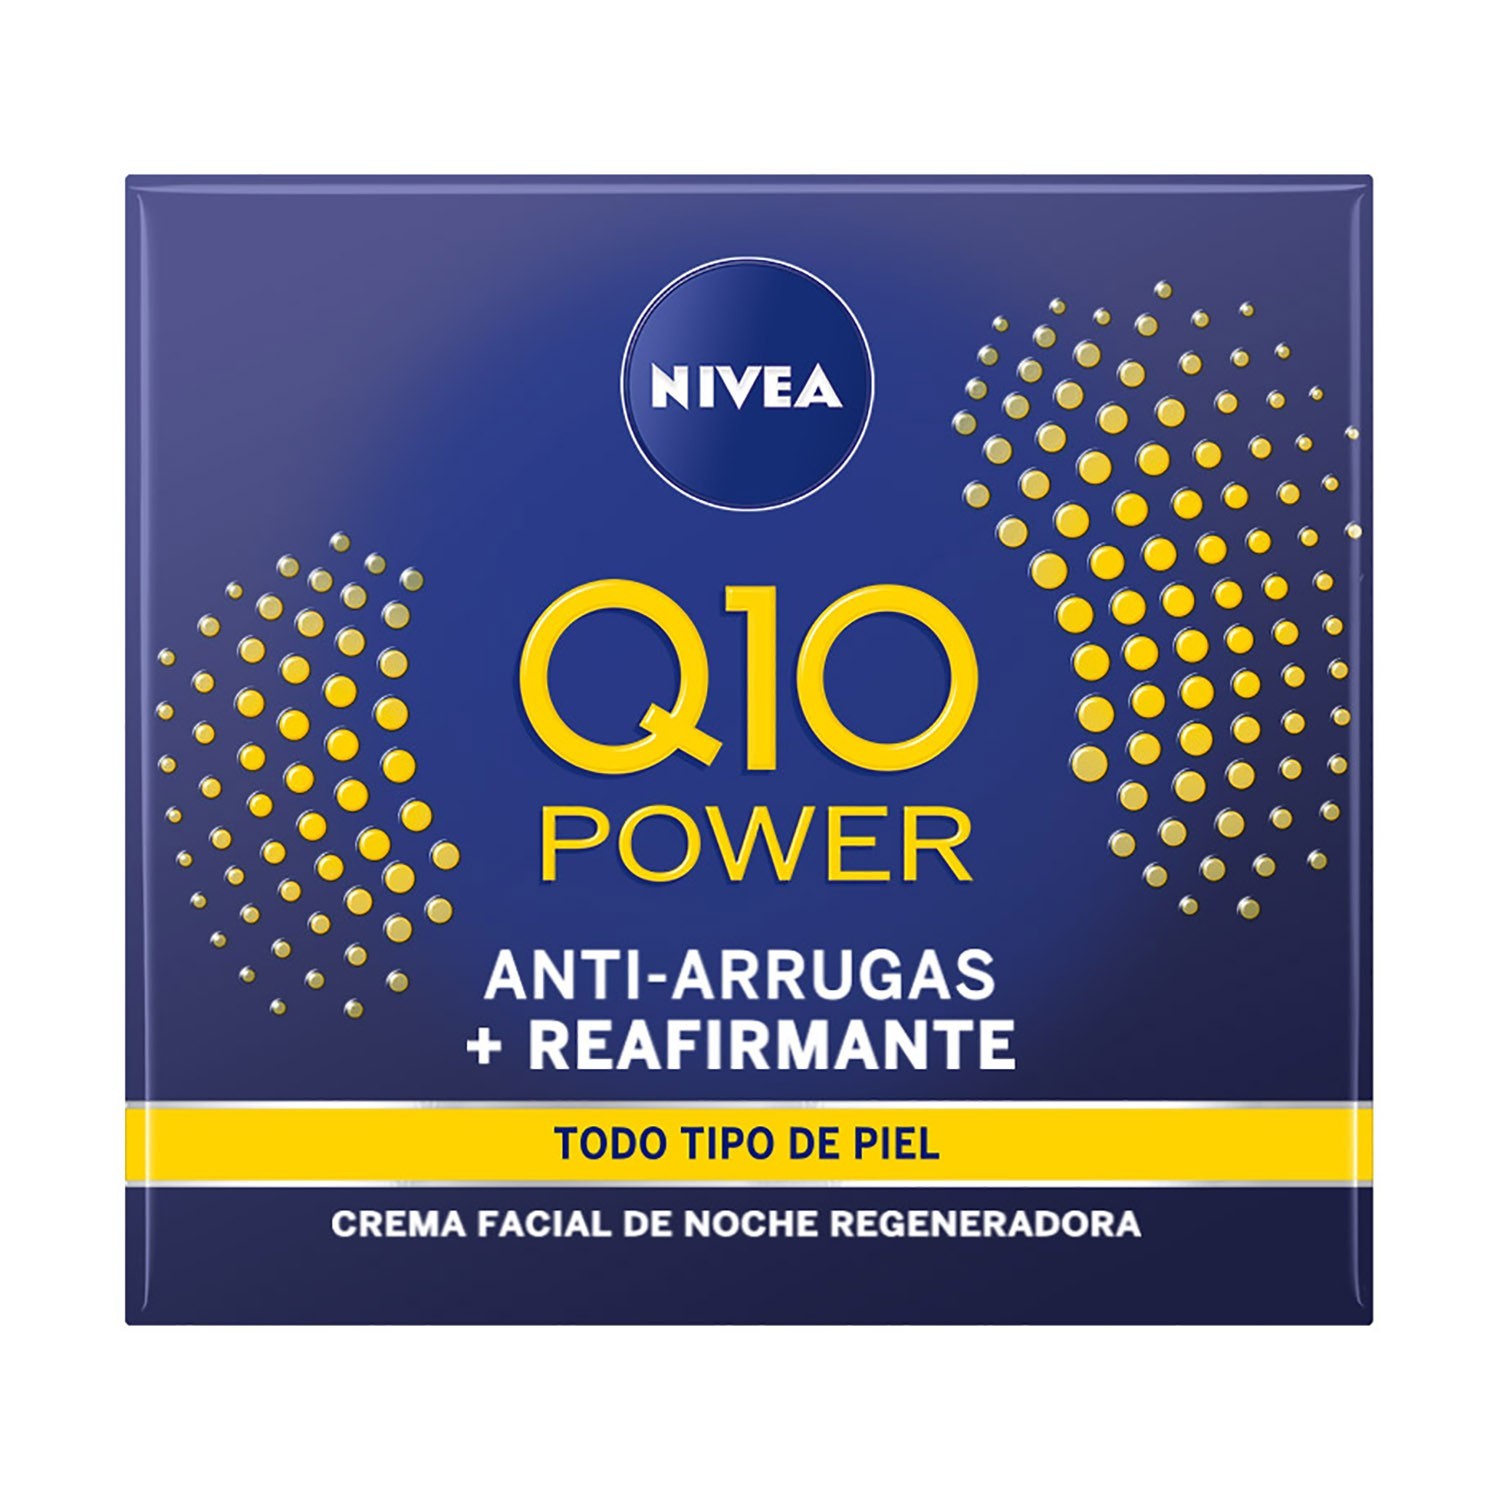 NIVEA
Q10
POWER
ANTI-ARRUGAS
+ REAFIRMANTE
TODO TIPO DE PIEL
CREMA FACIAL DE NOCHE REGENERADORA